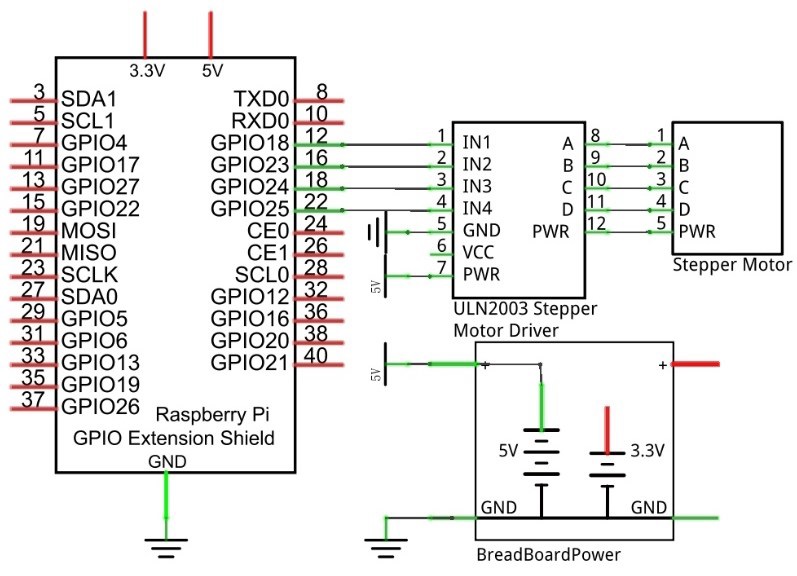 3.3V 5V
3 SDA1 TXD0 8
5 SCL1 RXD0 10
7 GPIO4 GPIO18 12
11 GPIO17 GPIO23 16
13 GPIO27 GPIO24 18
15 GPIO22 GPIO25 22
19 MOSI CE0 24
21 MISO CE1 26
23 SCLK SCL0 28
27 SDA0 GPIO12 32
29 GPIO5 GPIO16 36
31 GPIO6 GPIO20 38
33 GPIO13 GPIO21 40
35 GPIO19
37 GPIO26
Raspberry Pi
GPIO Extension Shield
GND
1 IN1 A 8
2 IN2 B 9
3 IN3 C 10
4 IN4 D 11
5 GND PWR 12
6 VCC
7 PWR
5V
ULN2003 Stepper
Motor Driver
1 A
2 B
3 C
4 D
5 PWR
Stepper Motor
5V
+ +
5V 3.3V
GND GND
BreadBoardPower